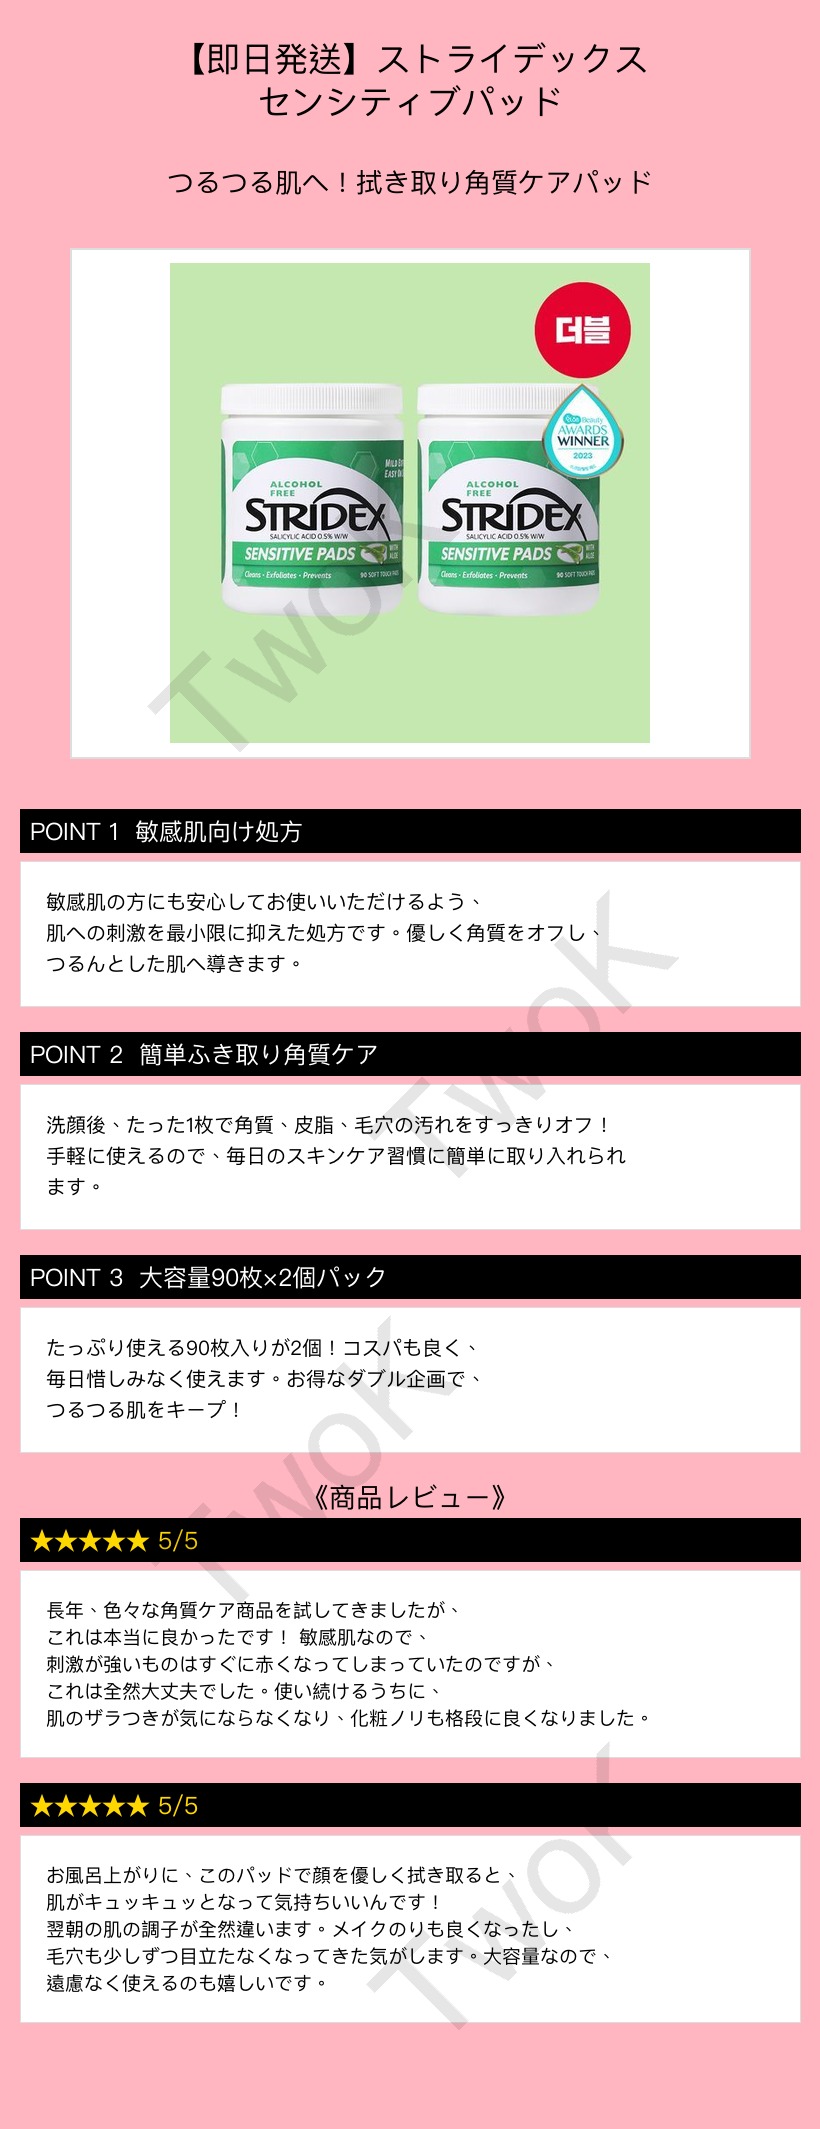 【即日発送】ストライデックス
センシティブパッド
つるつる肌へ！拭き取り角質ケアパッド
더블
Beauty
AWARDS
WINNER
2023
ALCOHOL
FREE
STRIDEX
SALICYLIC ACID 0.5% W/W
SENSITIVE PADS
WITH
ALOE
Cleans • Exfoliates • Prevents
90 SOFT TOUCH PADS
ALCOHOL
FREE
STRIDEX
SALICYLIC ACID 0.5% W/W
SENSITIVE PADS
WITH
ALOE
Cleans • Exfoliates • Prevents
90 SOFT TOUCH PADS
TwoK
POINT 1 敏感肌向け処方
敏感肌の方にも安心してお使いいただけるよう、
肌への刺激を最小限に抑えた処方です。優しく角質をオフし、
つるんとした肌へ導きます。
TwoK
POINT 2 簡単ふき取り角質ケア
洗顔後、たった1枚で角質、皮脂、毛穴の汚れをすっきりオフ！
手軽に使えるので、毎日のスキンケア習慣に簡単に取り入れられ
ます。
POINT 3 大容量90枚×2個パック
たっぷり使える90枚入りが2個！コスパも良く、
毎日惜しみなく使えます。お得なダブル企画で、
つるつる肌をキープ！
TwoK
《商品レビュー》
★★★★★ 5/5
長年、色々な角質ケア商品を試してきましたが、
これは本当に良かったです！ 敏感肌なので、
刺激が強いものはすぐに赤くなってしまっていたのですが、
これは全然大丈夫でした。使い続けるうちに、
肌のザラつきが気にならなくなり、化粧ノリも格段に良くなりました。
★★★★★ 5/5
お風呂上がりに、このパッドで顔を優しく拭き取ると、
肌がキュッキュッとなって気持ちいいんです！
翌朝の肌の調子が全然違います。メイクのりも良くなったし、
毛穴も少しずつ目立たなくなってきた気がします。大容量なので、
遠慮なく使えるのも嬉しいです。
TwoK